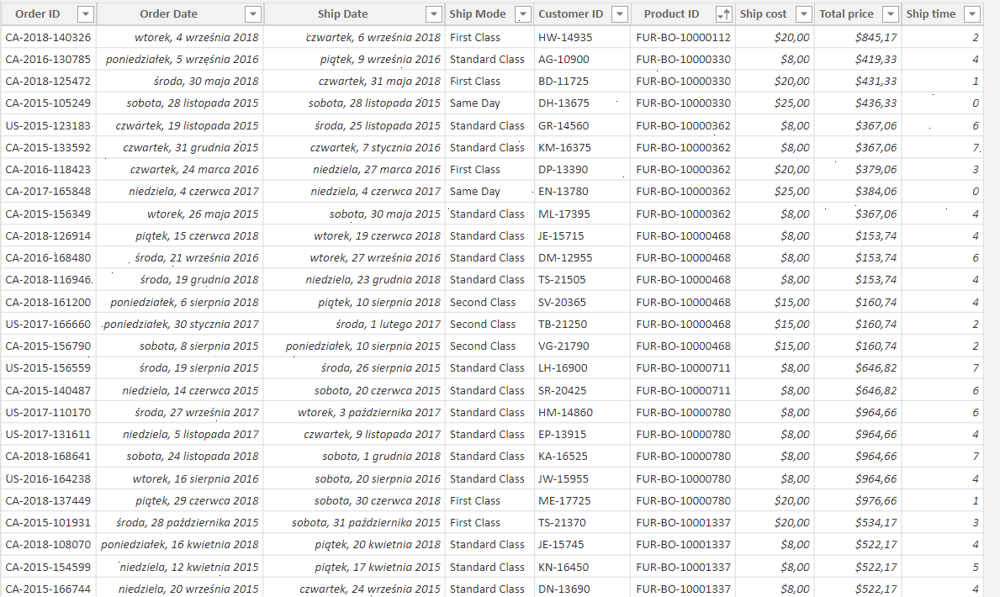 Order ID Order Date Ship Date Ship Mode Customer ID Product ID Ship cost Total price Ship time
CA-2018-140326 wtorek, 4 września 2018 czwartek, 6 września 2018 First Class HW-14935 FUR-BO-10000112 $20,00 $845,17 2
CA-2016-130785 poniedziałek, 5 września 2016 piątek, 9 września 2016 Standard Class AG-10900 FUR-BO-10000330 $8,00 $419,33 4
CA-2018-125472 środa, 30 maja 2018 czwartek, 31 maja 2018 First Class BD-11725 FUR-BO-10000330 $20,00 $431,33 1
CA-2015-105249 sobota, 28 listopada 2015 sobota, 28 listopada 2015 Same Day DH-13675 FUR-BO-10000330 $25,00 $436,33 0
US-2015-123183 czwartek, 19 listopada 2015 środa, 25 listopada 2015 Standard Class GR-14560 FUR-BO-10000362 $8,00 $367,06 6
CA-2015-133592 czwartek, 31 grudnia 2015 czwartek, 7 stycznia 2016 Standard Class KM-16375 FUR-BO-10000362 $8,00 $367,06 7
CA-2016-118423 czwartek, 24 marca 2016 niedziela, 27 marca 2016 First Class DP-13390 FUR-BO-10000362 $20,00 $379,06 3
CA-2017-165848 niedziela, 4 czerwca 2017 niedziela, 4 czerwca 2017 Same Day EN-13780 FUR-BO-10000362 $25,00 $384,06 0
CA-2015-156349 wtorek, 26 maja 2015 sobota, 30 maja 2015 Standard Class ML-17395 FUR-BO-10000362 $8,00 $367,06 4
CA-2018-126914 piątek, 15 czerwca 2018 wtorek, 19 czerwca 2018 Standard Class JE-15715 FUR-BO-10000468 $8,00 $153,74 4
CA-2016-168480 środa, 21 września 2016 wtorek, 27 września 2016 Standard Class DM-12955 FUR-BO-10000468 $8,00 $153,74 6
CA-2018-116946 środa, 19 grudnia 2018 niedziela, 23 grudnia 2018 Standard Class TS-21505 FUR-BO-10000468 $8,00 $153,74 4
CA-2018-161200 poniedziałek, 6 sierpnia 2018 piątek, 10 sierpnia 2018 Second Class SV-20365 FUR-BO-10000468 $15,00 $160,74 4
US-2017-166660 poniedziałek, 30 stycznia 2017 środa, 1 lutego 2017 Second Class TB-21250 FUR-BO-10000468 $15,00 $160,74 2
CA-2015-156790 sobota, 8 sierpnia 2015 poniedziałek, 10 sierpnia 2015 Second Class VG-21790 FUR-BO-10000468 $15,00 $160,74 2
US-2015-156559 środa, 19 sierpnia 2015 środa, 26 sierpnia 2015 Standard Class LH-16900 FUR-BO-10000711 $8,00 $646,82 7
CA-2015-140487 niedziela, 14 czerwca 2015 sobota, 20 czerwca 2015 Standard Class SR-20425 FUR-BO-10000711 $8,00 $646,82 6
US-2017-110170 środa, 27 września 2017 wtorek, 3 października 2017 Standard Class HM-14860 FUR-BO-10000780 $8,00 $964,66 6
US-2017-131611 niedziela, 5 listopada 2017 czwartek, 9 listopada 2017 Standard Class EP-13915 FUR-BO-10000780 $8,00 $964,66 4
CA-2018-168641 sobota, 24 listopada 2018 sobota, 1 grudnia 2018 Standard Class KA-16525 FUR-BO-10000780 $8,00 $964,66 7
US-2016-164238 wtorek, 16 sierpnia 2016 sobota, 20 sierpnia 2016 Standard Class JW-15955 FUR-BO-10000780 $8,00 $964,66 4
CA-2018-137449 piątek, 29 czerwca 2018 sobota, 30 czerwca 2018 First Class ME-17725 FUR-BO-10000780 $20,00 $976,66 1
CA-2015-101931 środa, 28 października 2015 sobota, 31 października 2015 First Class TS-21370 FUR-BO-10001337 $20,00 $534,17 3
CA-2018-108070 poniedziałek, 16 kwietnia 2018 piątek, 20 kwietnia 2018 Standard Class JE-15745 FUR-BO-10001337 $8,00 $522,17 4
CA-2015-154599 niedziela, 12 kwietnia 2015 piątek, 17 kwietnia 2015 Standard Class KN-16450 FUR-BO-10001337 $8,00 $522,17 5
CA-2015-166744 niedziela, 20 września 2015 czwartek, 24 września 2015 Standard Class DN-13690 FUR-BO-10001337 $8,00 $522,17 4